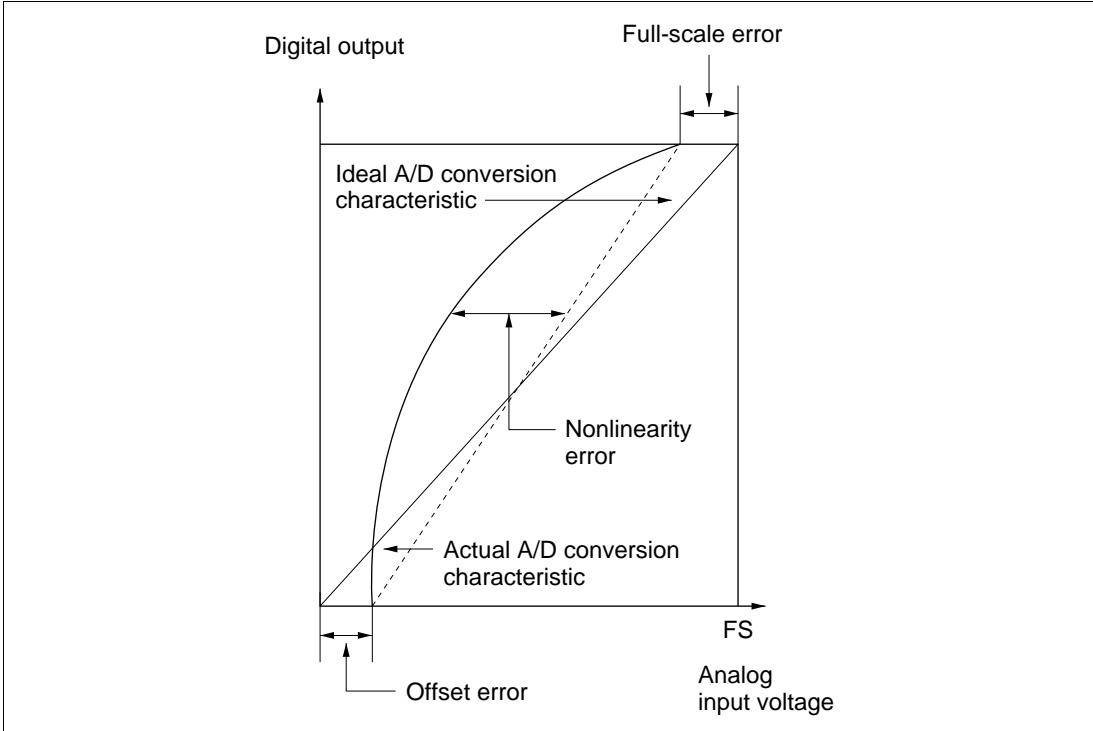 Full-scale error
Digital output
Ideal A/D conversion
characteristic
Nonlinearity
error
Actual A/D conversion
characteristic
FS
Analog
input voltage
Offset error